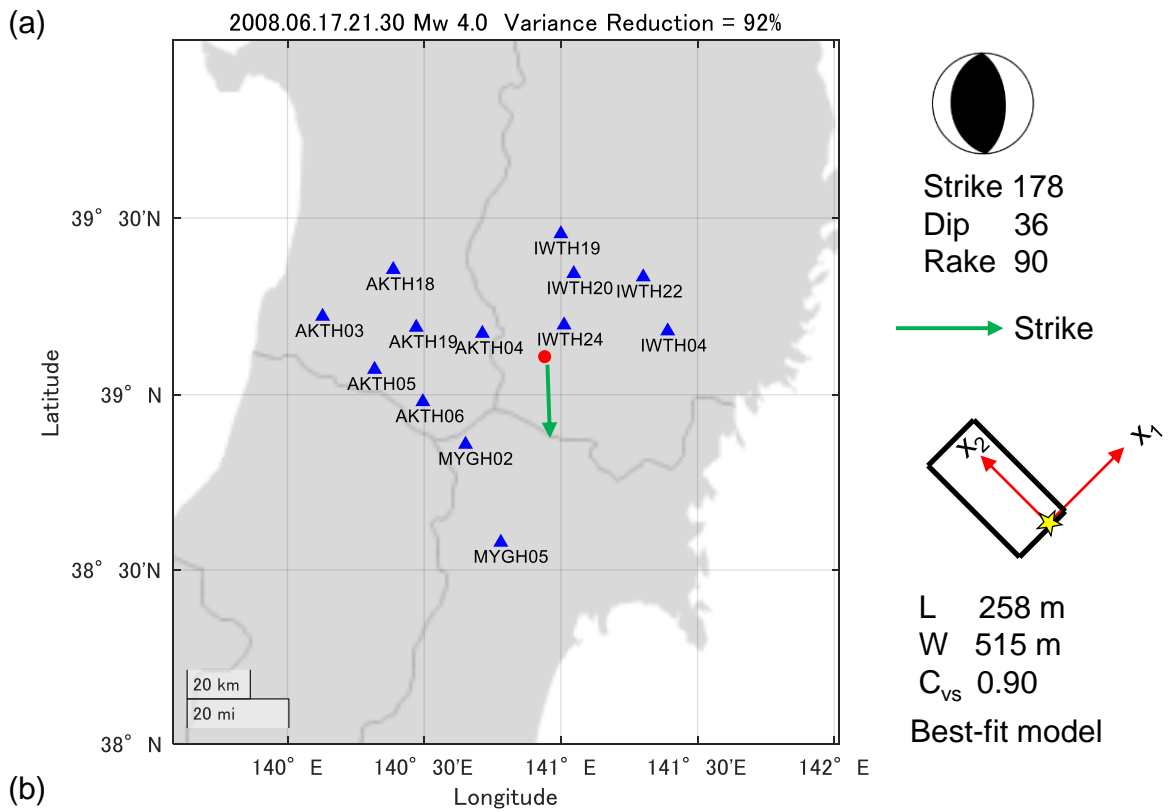 (a)
2008.06.17.21.30 Mw 4.0 Variance Reduction = 92%
Strike 178
Dip 36
Rake 90
Strike
39° 30'N
39° N
38° 30'N
38° N
Latitude
IWTH19
AKTH18
IWTH20
IWTH22
AKTH03
AKTH19
AKTH04
IWTH24
IWTH04
AKTH05
AKTH06
MYGH02
MYGH05
20 km
20 mi
140° E
140° 30'E
141° E
141° 30'E
142° E
Longitude
X₂
X₁
L 258 m
W 515 m
Cᵥₛ 0.90
Best-fit model
(b)